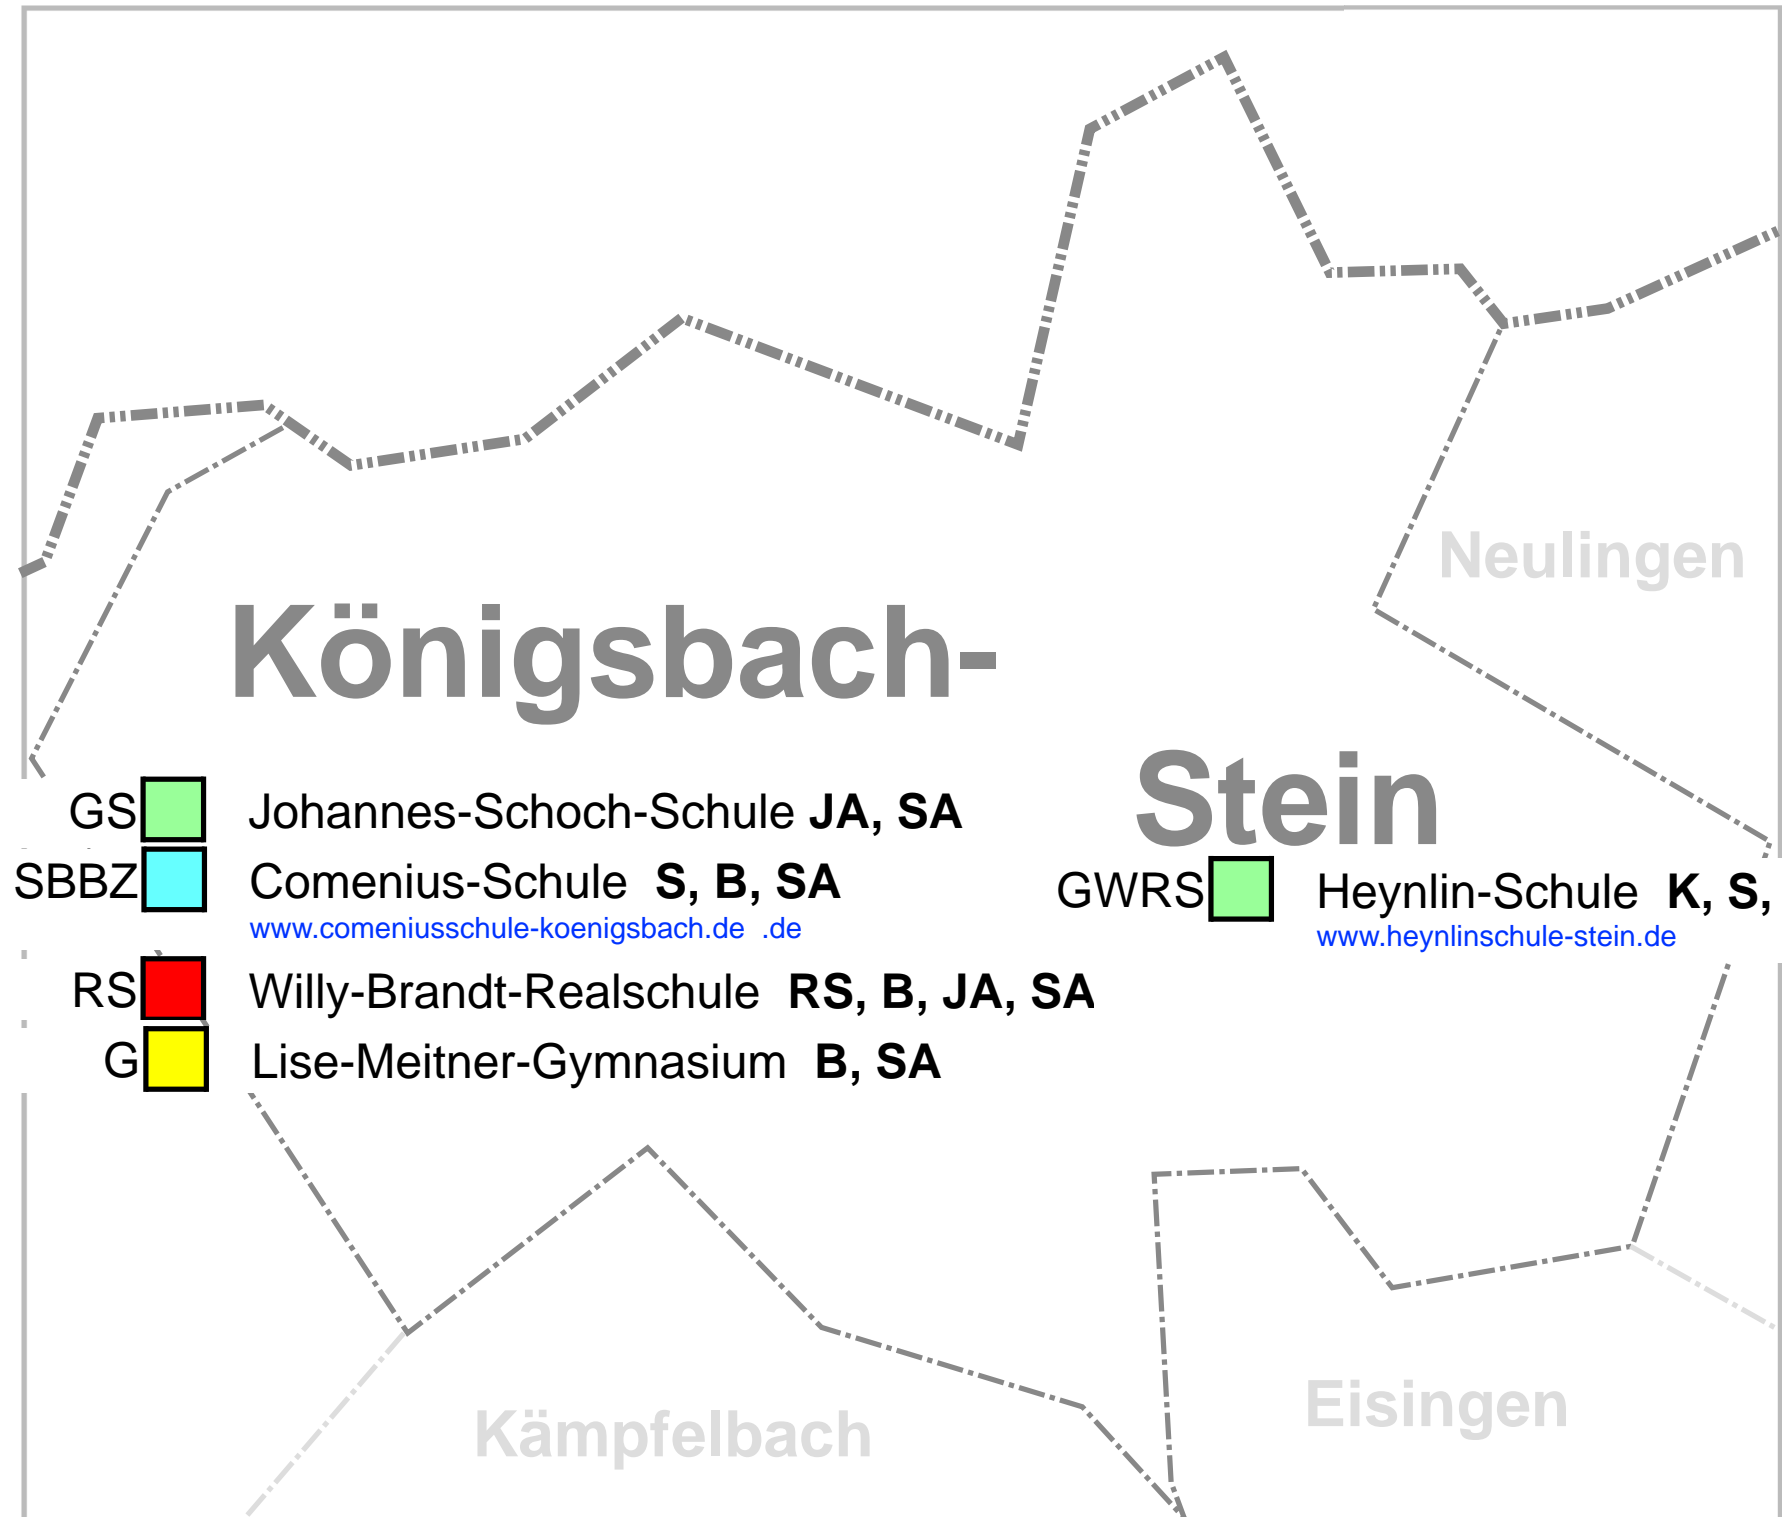 Neulingen
Königsbach-
Stein
GS Johannes-Schoch-Schule JA, SA
SBBZ Comenius-Schule S, B, SA
www.comeniusschule-koenigsbach.de .de
GWRS Heynlin-Schule K, S,
www.heynlinschule-stein.de
RS Willy-Brandt-Realschule RS, B, JA, SA
G Lise-Meitner-Gymnasium B, SA
Eisingen
Kämpfelbach